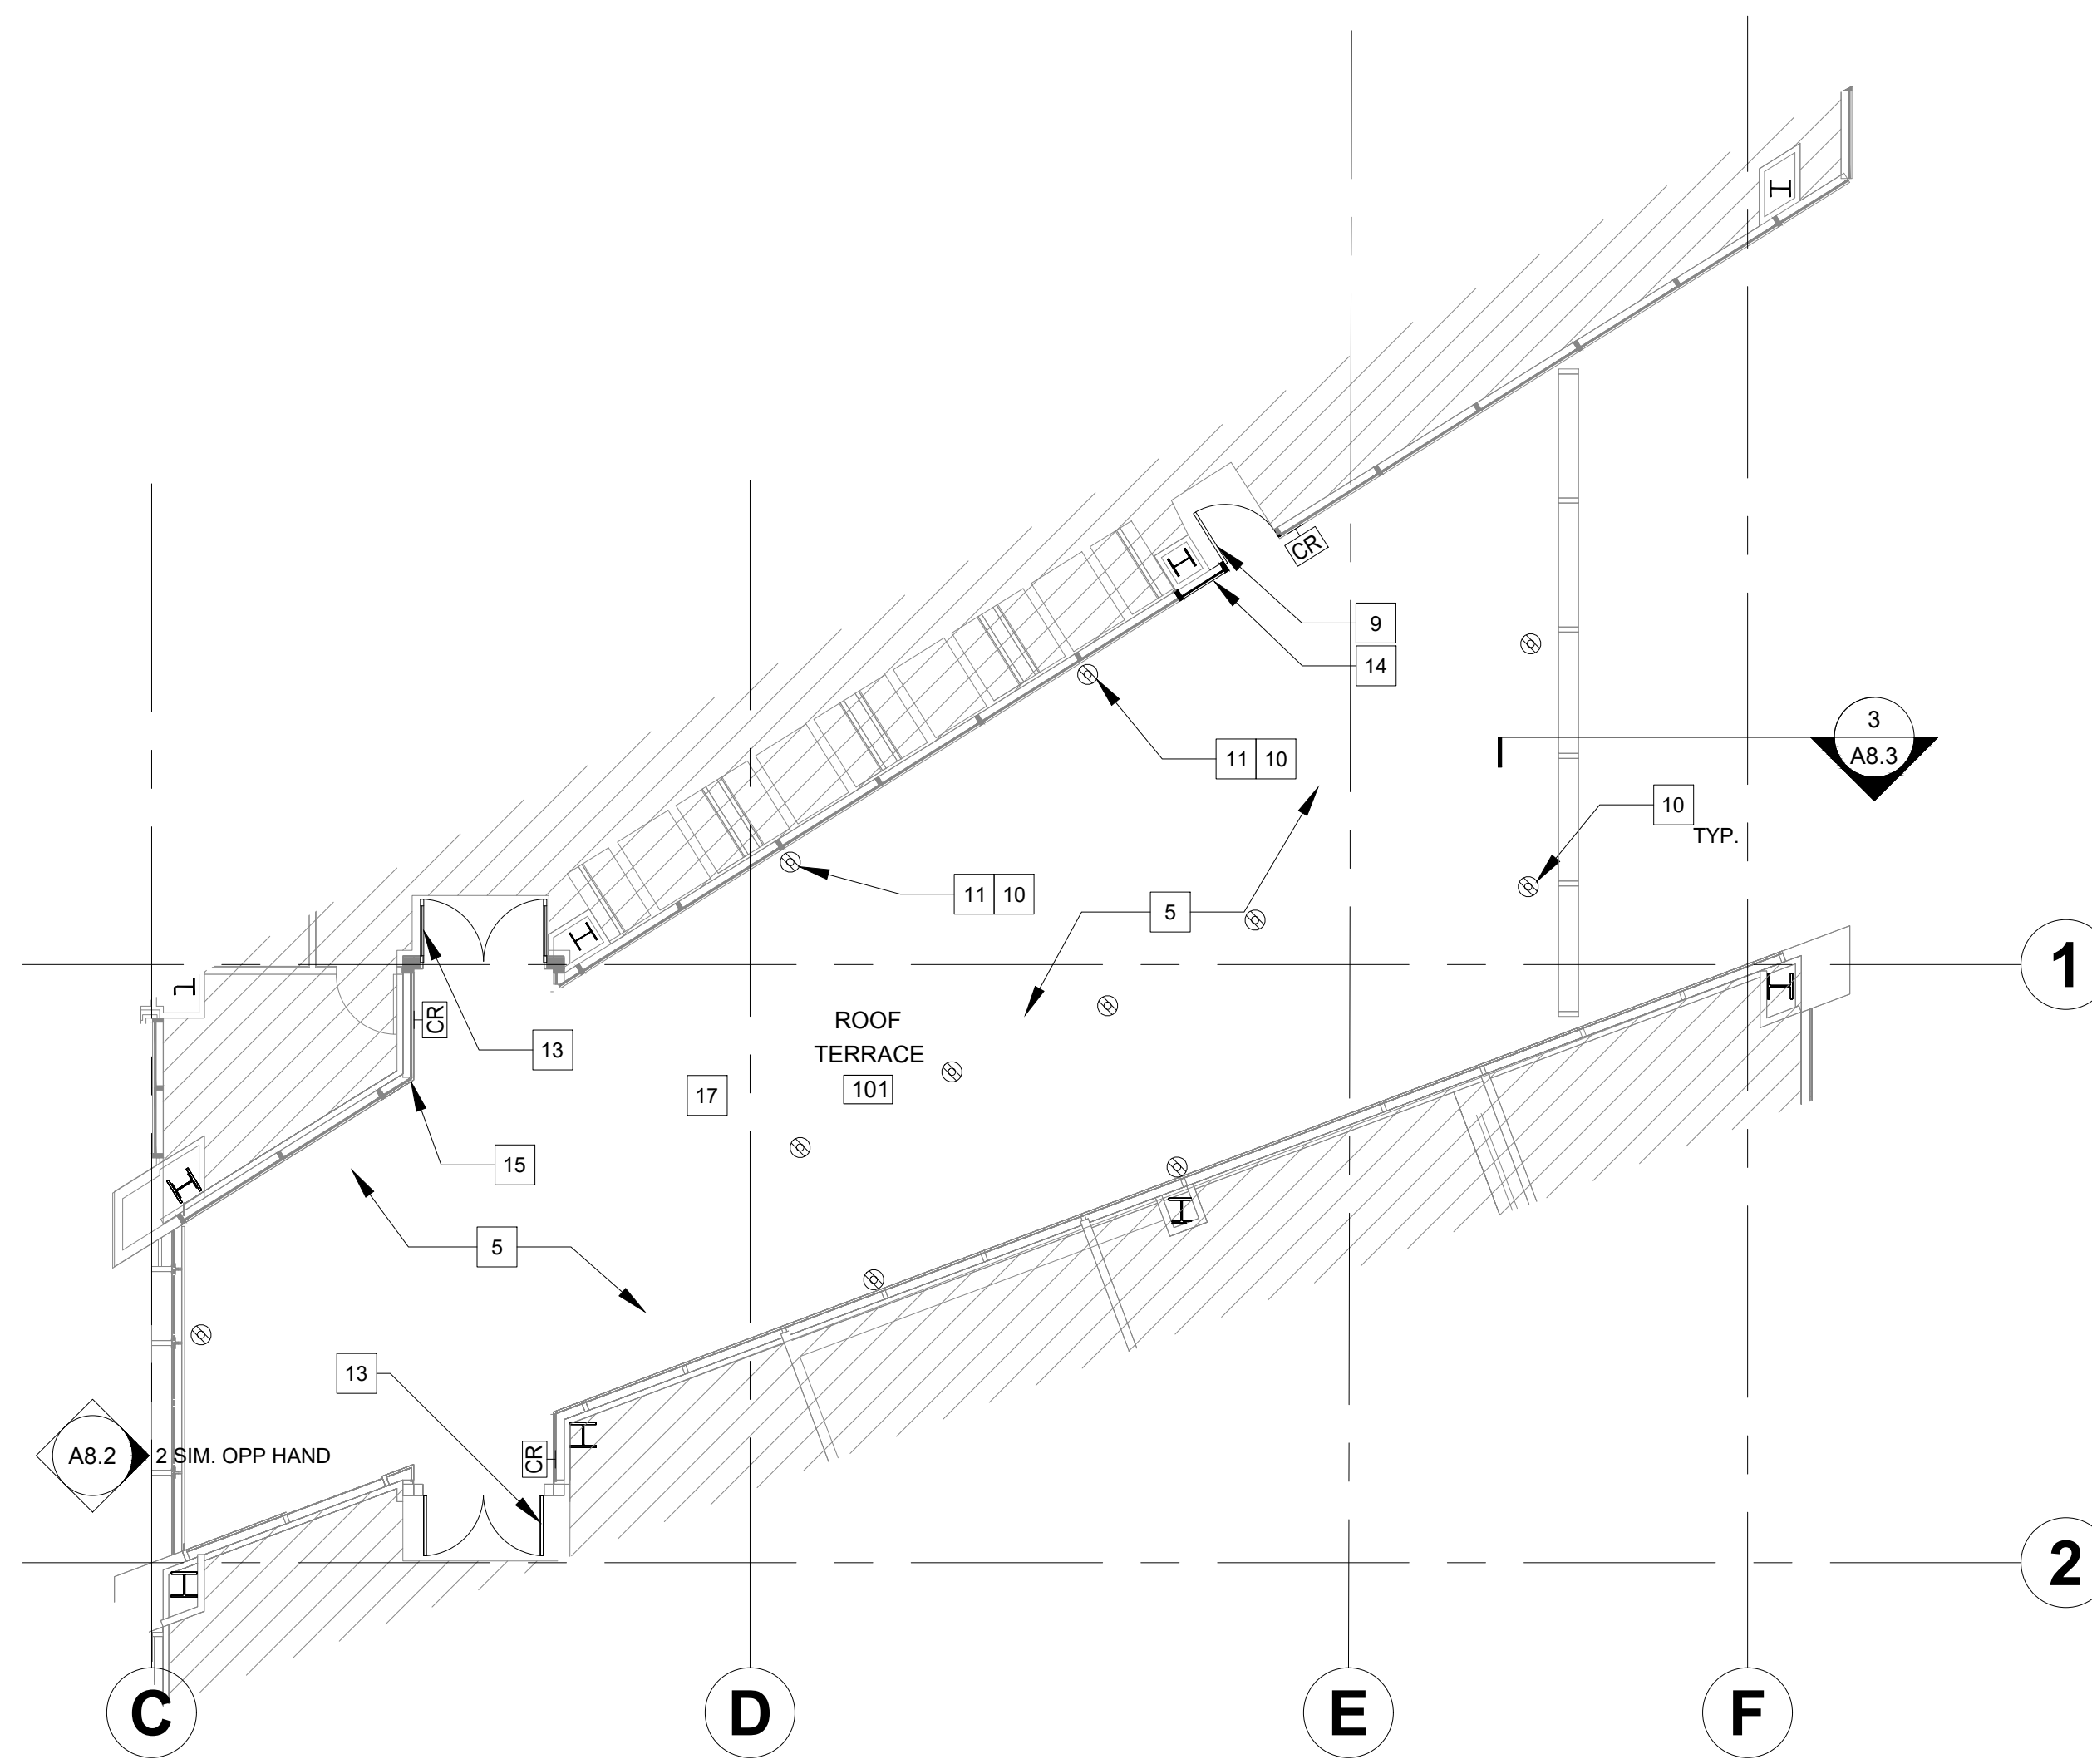 CR
9
14
3
A8.3
11 10
10
TYP.
11 10
5
1
CR
13
ROOF
TERRACE
101
17
15
5
13
A8.2
2 SIM. OPP HAND
CR
2
C
D
E
F